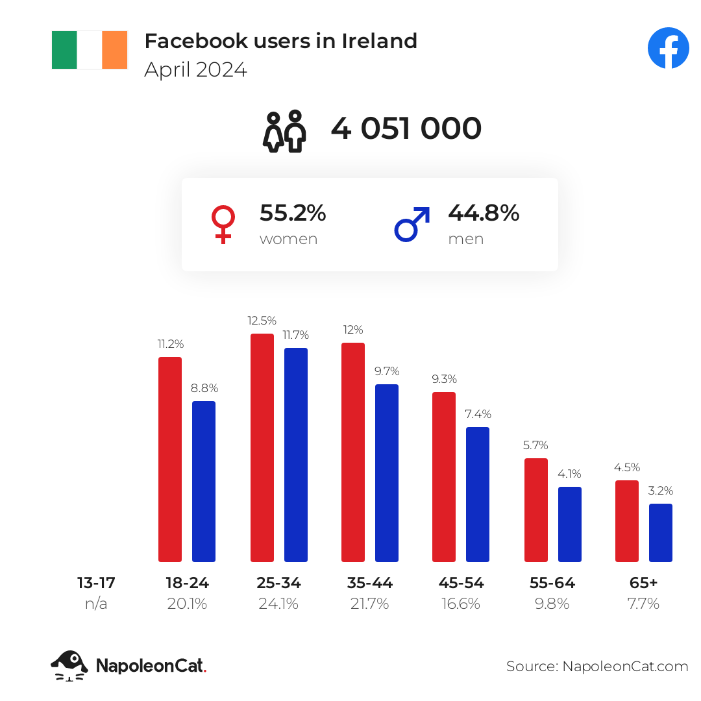 Facebook users in Ireland
April 2024
4 051 000
55.2%
women
44.8%
men
11.2%
8.8%
12.5%
11.7%
12%
9.7%
9.3%
7.4%
5.7%
4.1%
4.5%
3.2%
13-17 18-24 25-34 35-44 45-54 55-64 65+
n/a 20.1% 24.1% 21.7% 16.6% 9.8% 7.7%
NapoleonCat.
Source: NapoleonCat.com